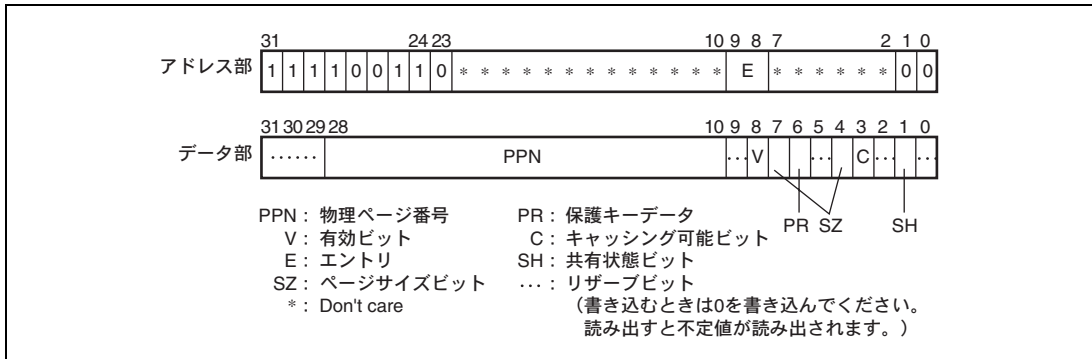 31 24 23 10 9 8 7 2 1 0
アドレス部 1 1 1 1 0 0 1 1 0 * * * * * * * * * * * * * E * * * * * * 0 0
31 30 29 28 10 9 8 7 6 5 4 3 2 1 0
データ部 ...... PPN ... V ... C ... ...
PR SZ SH
PPN： 物理ページ番号 PR： 保護キーデータ
V： 有効ビット C： キャッシング可能ビット
E： エントリ SH： 共有状態ビット
SZ： ページサイズビット ...： リザーブビット
*： Don't care （書き込むときは0を書き込んでください。
読み出すと不定値が読み出されます。）